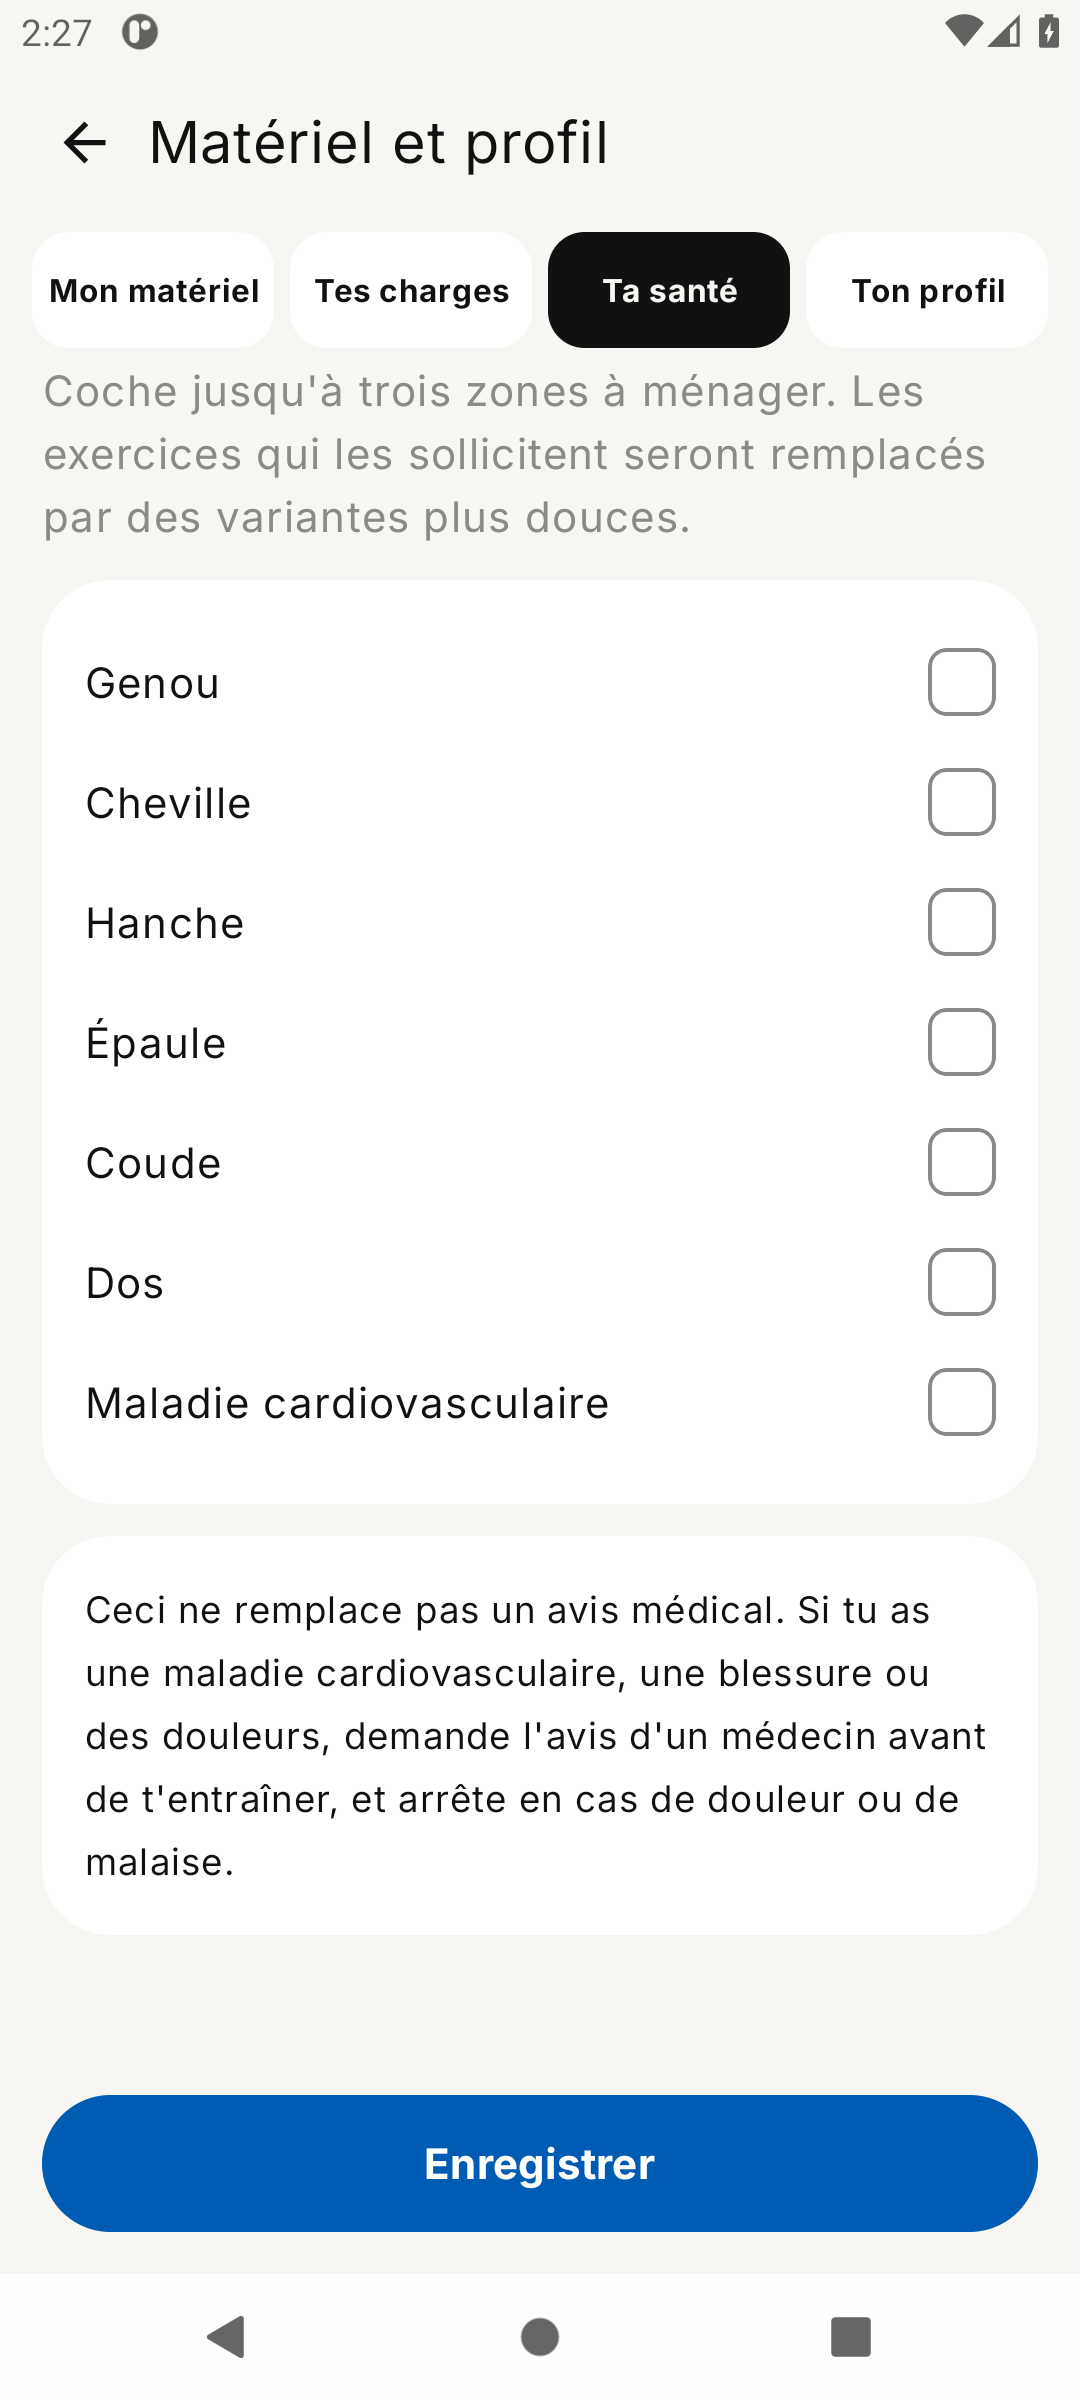 2:27
Matériel et profil
Mon matériel
Tes charges
Ta santé
Ton profil
Coche jusqu'à trois zones à ménager. Les
exercices qui les sollicitent seront remplacés
par des variantes plus douces.
Genou
Cheville
Hanche
Épaule
Coude
Dos
Maladie cardiovasculaire
Ceci ne remplace pas un avis médical. Si tu as
une maladie cardiovasculaire, une blessure ou
des douleurs, demande l'avis d'un médecin avant
de t'entraîner, et arrête en cas de douleur ou de
malaise.
Enregistrer